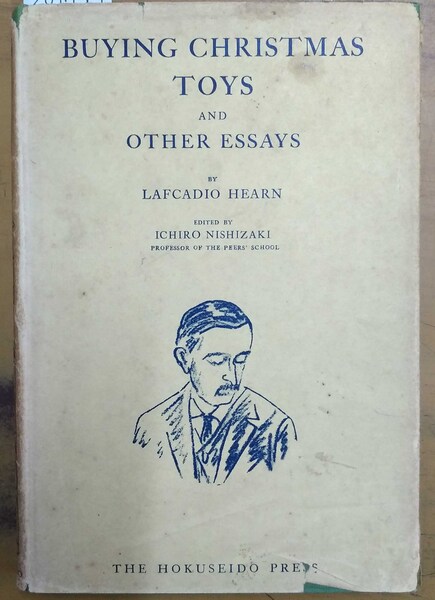 BUYING CHRISTMAS
TOYS
AND
OTHER ESSAYS
BY
LAFCADIO HEARN
EDITED BY
ICHIRO NISHIZAKI
PROFESSOR OF THE PEERS' SCHOOL
THE HOKUSEIDO PRESS